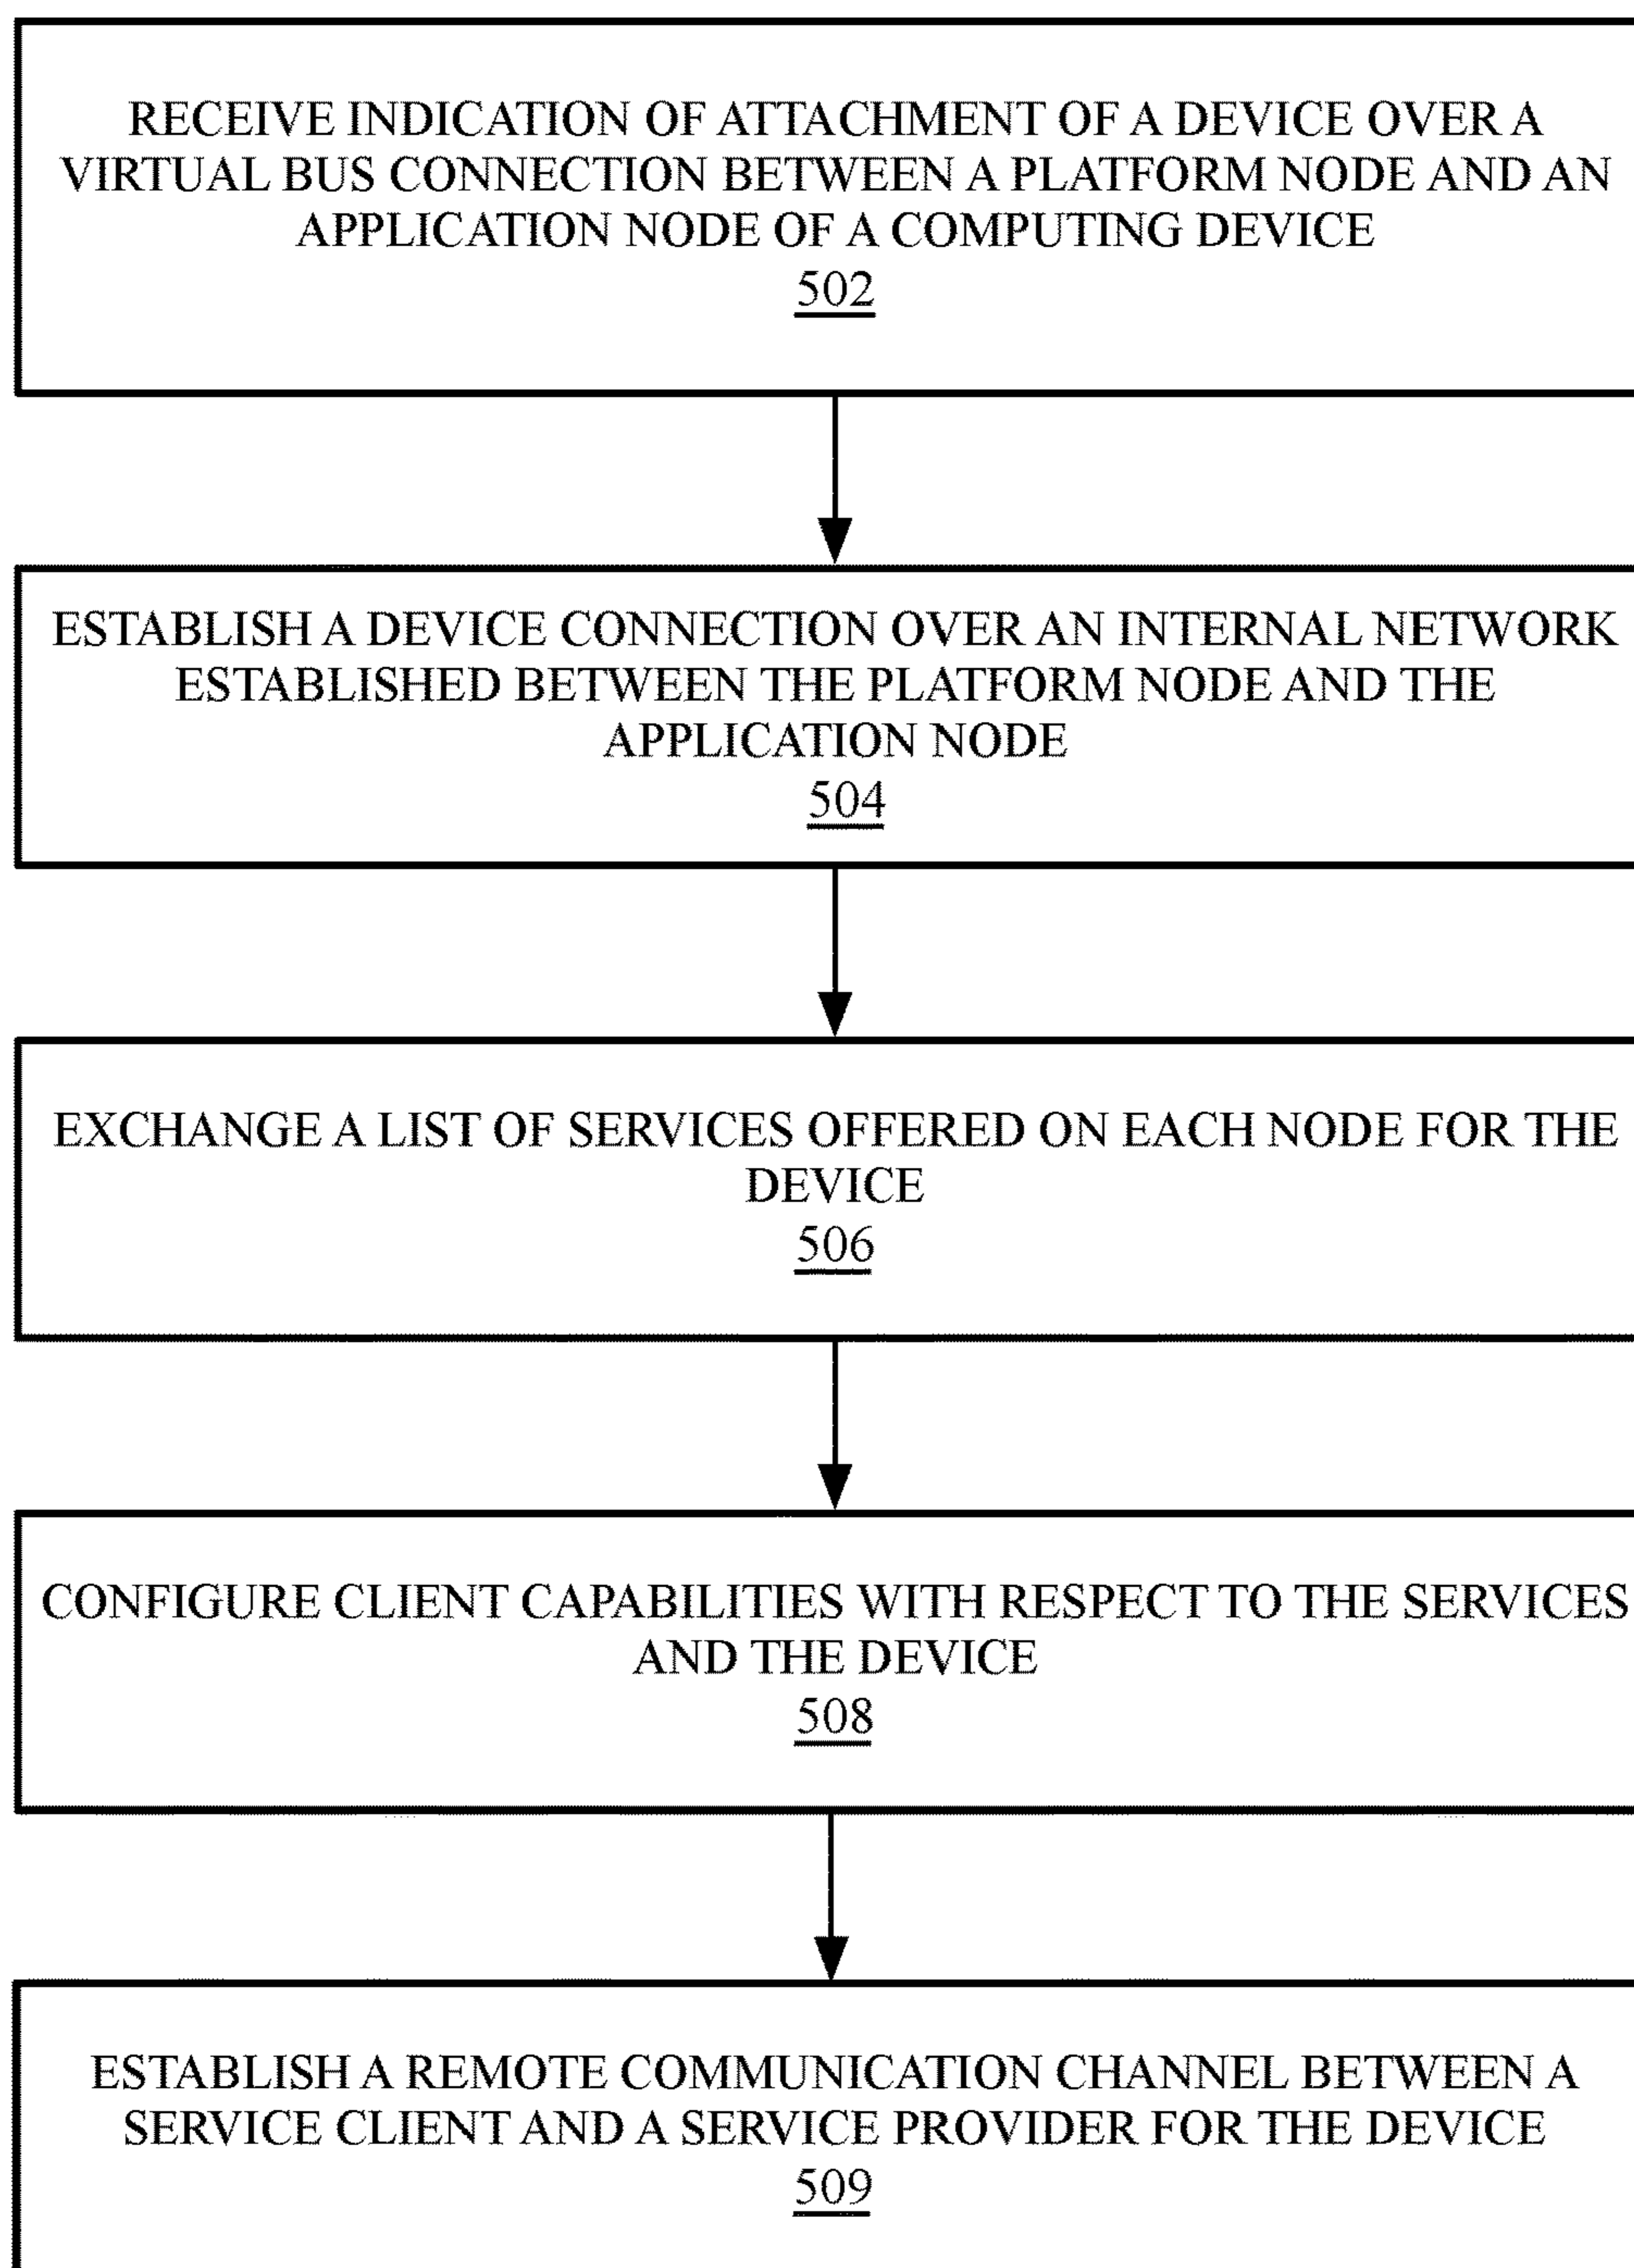 RECEIVE INDICATION OF ATTACHMENT OF A DEVICE OVER A
VIRTUAL BUS CONNECTION BETWEEN A PLATFORM NODE AND AN
APPLICATION NODE OF A COMPUTING DEVICE
502
ESTABLISH A DEVICE CONNECTION OVER AN INTERNAL NETWORK
ESTABLISHED BETWEEN THE PLATFORM NODE AND THE
APPLICATION NODE
504
EXCHANGE A LIST OF SERVICES OFFERED ON EACH NODE FOR THE
DEVICE
506
CONFIGURE CLIENT CAPABILITIES WITH RESPECT TO THE SERVICES
AND THE DEVICE
508
ESTABLISH A REMOTE COMMUNICATION CHANNEL BETWEEN A
SERVICE CLIENT AND A SERVICE PROVIDER FOR THE DEVICE
509